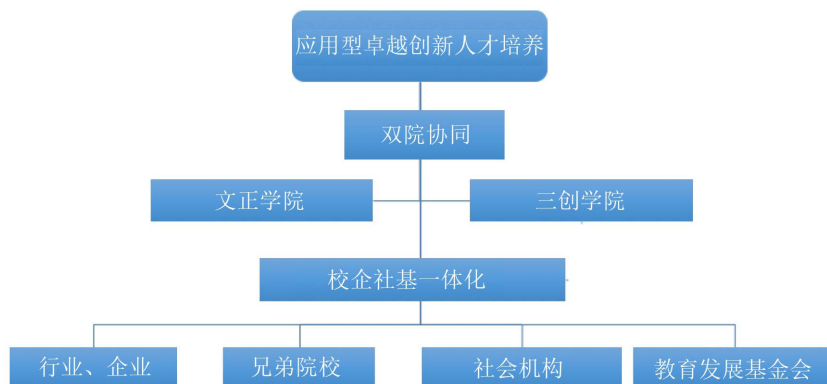 应用型卓越创新人才培养
双院协同
文正学院
三创学院
校企社基一体化
行业、企业
兄弟院校
社会机构
教育发展基金会